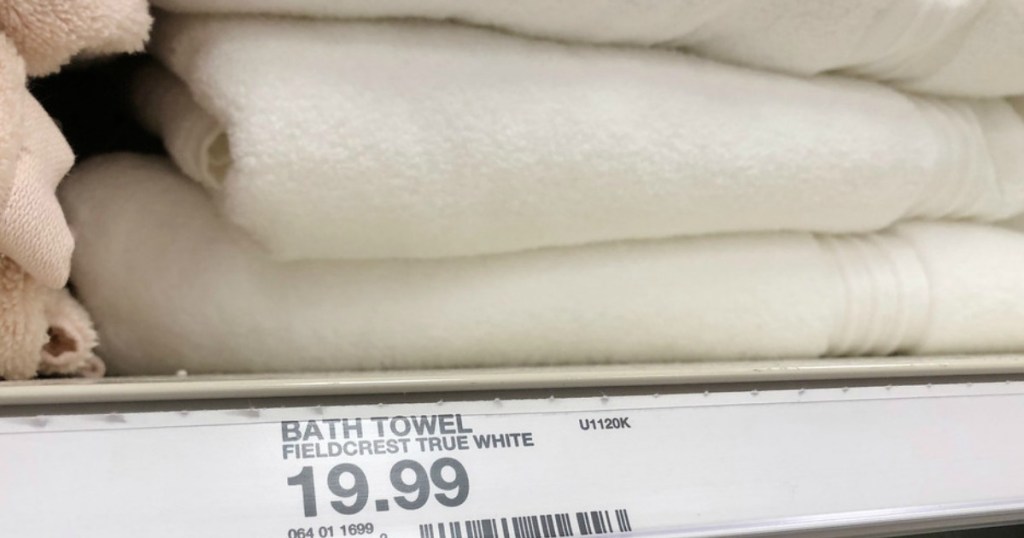 BATH TOWEL
U1120K
FIELDCREST TRUE WHITE
19.99
064 01 1699